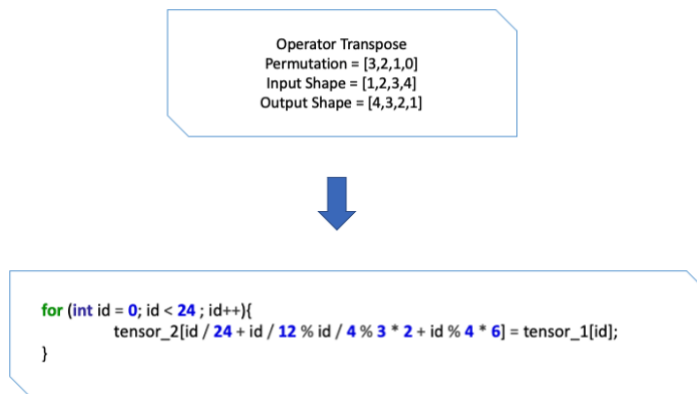 Operator Transpose
Permutation = [3,2,1,0]
Input Shape = [1,2,3,4]
Output Shape = [4,3,2,1]
for (int id = 0; id < 24 ; id++){
tensor_2[id / 24 + id / 12 % id / 4 % 3 * 2 + id % 4 * 6] = tensor_1[id];
}